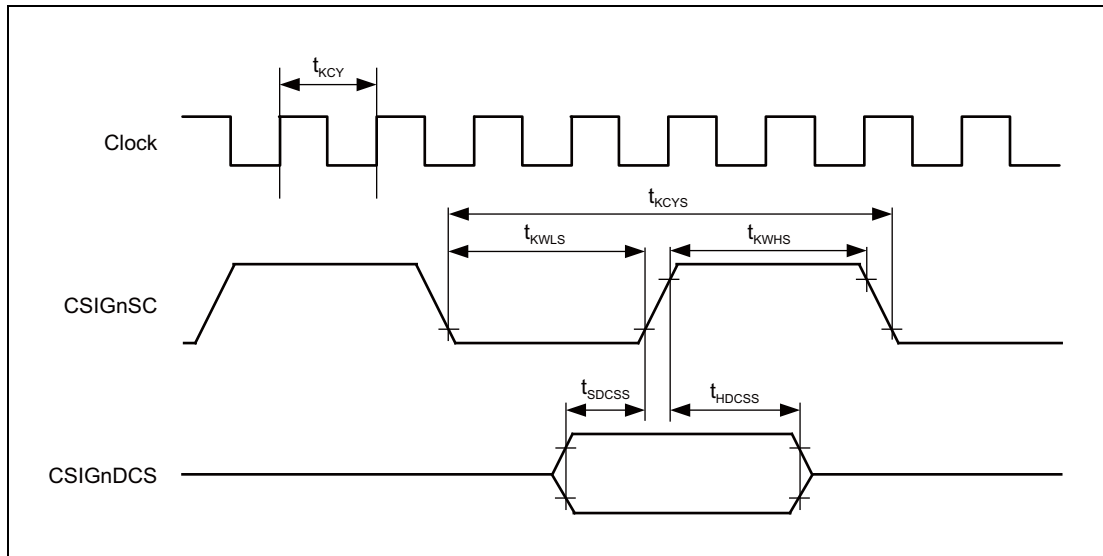 tKCY
Clock
tKCYS
tKWLS
tKWHS
CSIGnSC
tSDCSS
tHDCSS
CSIGnDCS